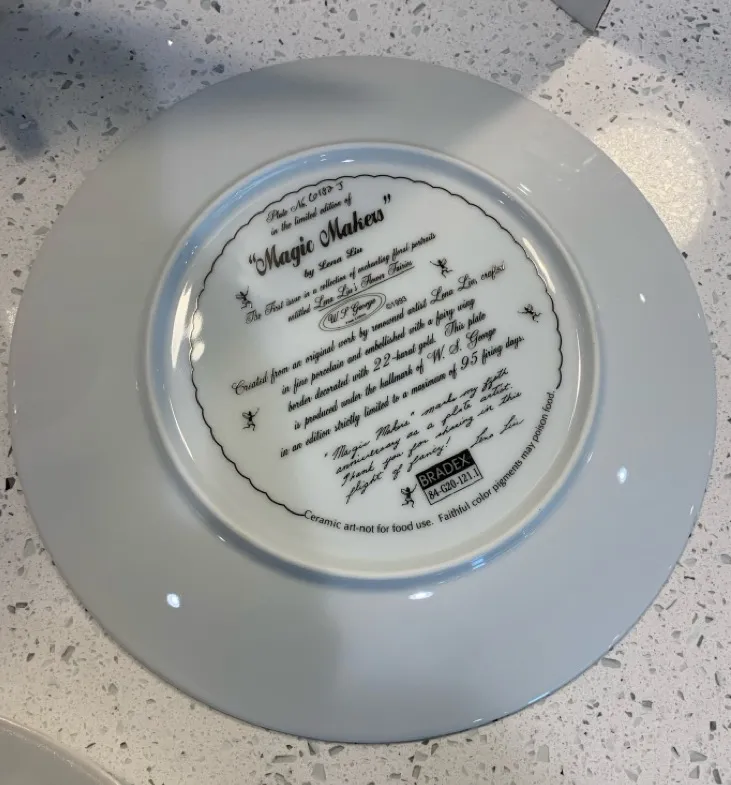 Plate No. 6187 J
in the limited edition of
"Magic Makers"
by Lena Liu
The First issue in a collection of enchanting floral portraits
entitled Lena Liu's Flower Fairies
W. S. George
©1993
Created from an original work by renowned artist Lena Liu, crafted
in fine porcelain and embellished with a fairy wing
border decorated with 22-karat gold. This plate
is produced under the hallmark of W. S. George
in an edition strictly limited to a maximum of 95 firing days.
"Magic Makers" marks my fifth
anniversary as a plate artist.
Thank you for sharing in this
flight of fancy! Lena Liu
BRADEX
84-G20-121.1
Ceramic art-not for food use. Faithful color pigments may poison food.